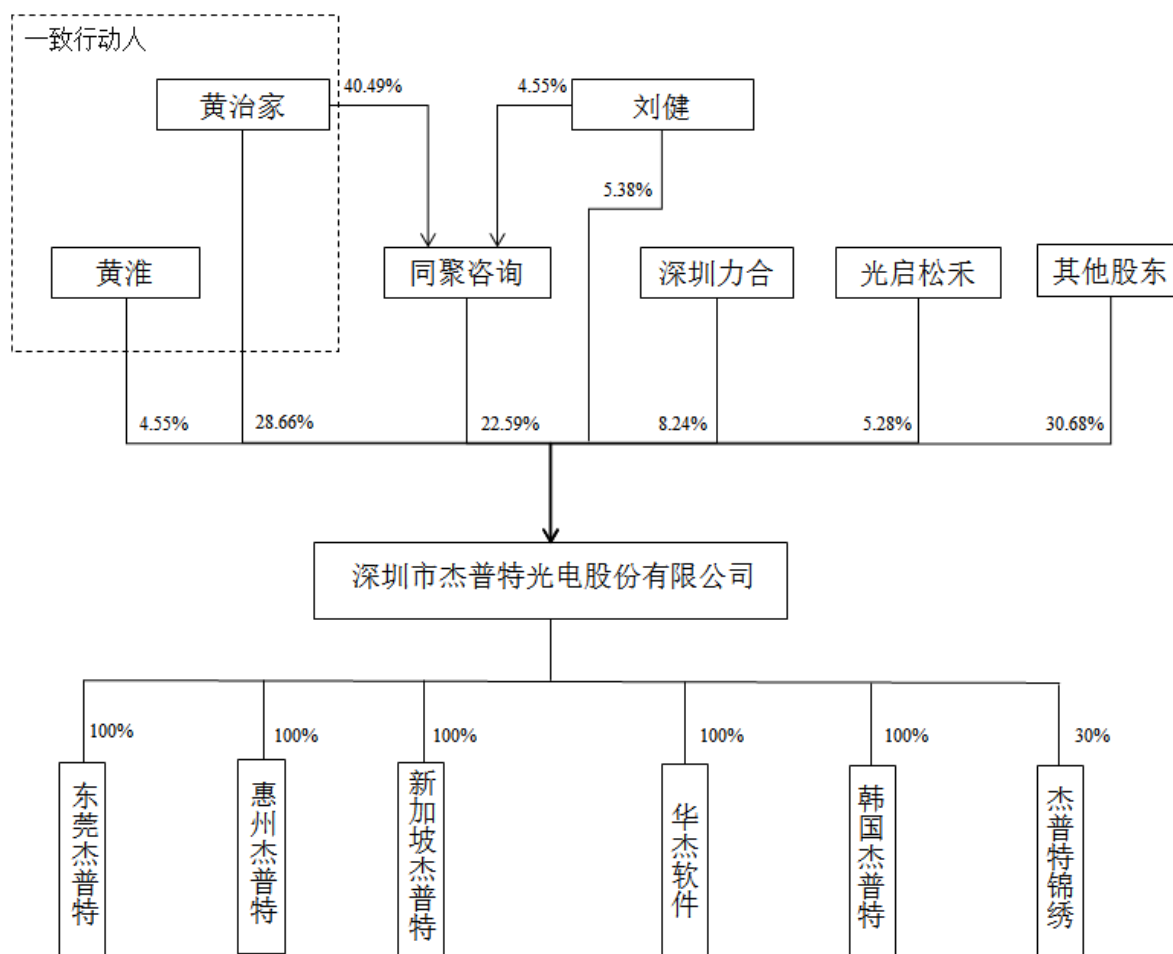 一致行动人
黄治家
40.49%
4.55%
刘健
5.38%
黄淮
同聚咨询
深圳力合
光启松禾
其他股东
4.55%
28.66%
22.59%
8.24%
5.28%
30.68%
深圳市杰普特光电股份有限公司
100%
100%
100%
100%
100%
30%
东莞杰普特
惠州杰普特
新加坡杰普特
华杰软件
韩国杰普特
杰普特锦绣